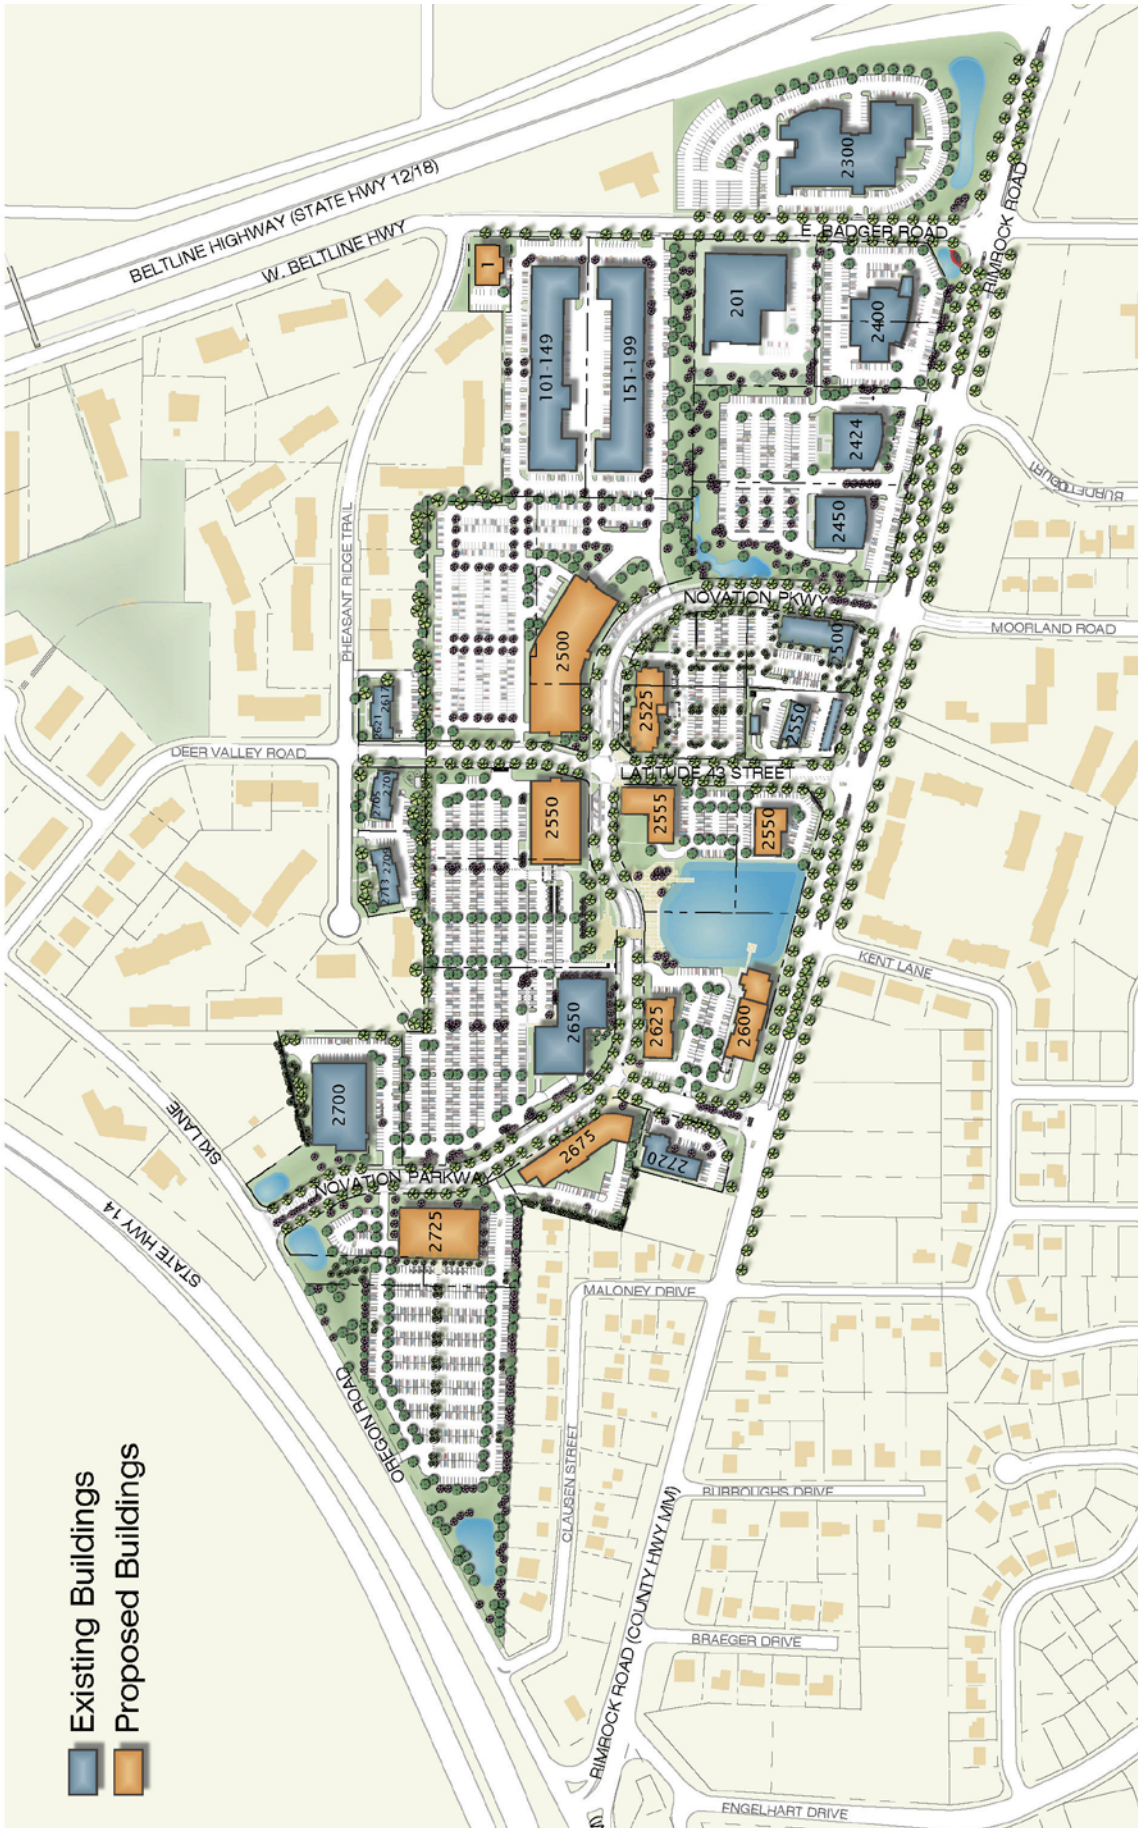 Existing Buildings
Proposed Buildings
BELTLINE HIGHWAY (STATE HWY 12/18)
W. BELTLINE HWY
E. BADGER ROAD
RIMROCK ROAD
PHEASANT RIDGE TRAIL
DEER VALLEY ROAD
NOVATION PKWY
MOORLAND ROAD
LATITUDE 43 STREET
KENT LANE
SKI LANE
STATE HWY 14
NOVATION PARKWAY
OREGON ROAD
MALONEY DRIVE
CLAUSEN STREET
RIMROCK ROAD (COUNTY HWY MM)
BURROUGHS DRIVE
BRAEGER DRIVE
ENGELHART DRIVE
2300
1
101-149
151-199
201
2400
2424
2450
2500
2500
2525
2550
2621
2617
2705
2713
2709
2550
2555
2550
2650
2625
2600
2700
2675
2720
2725